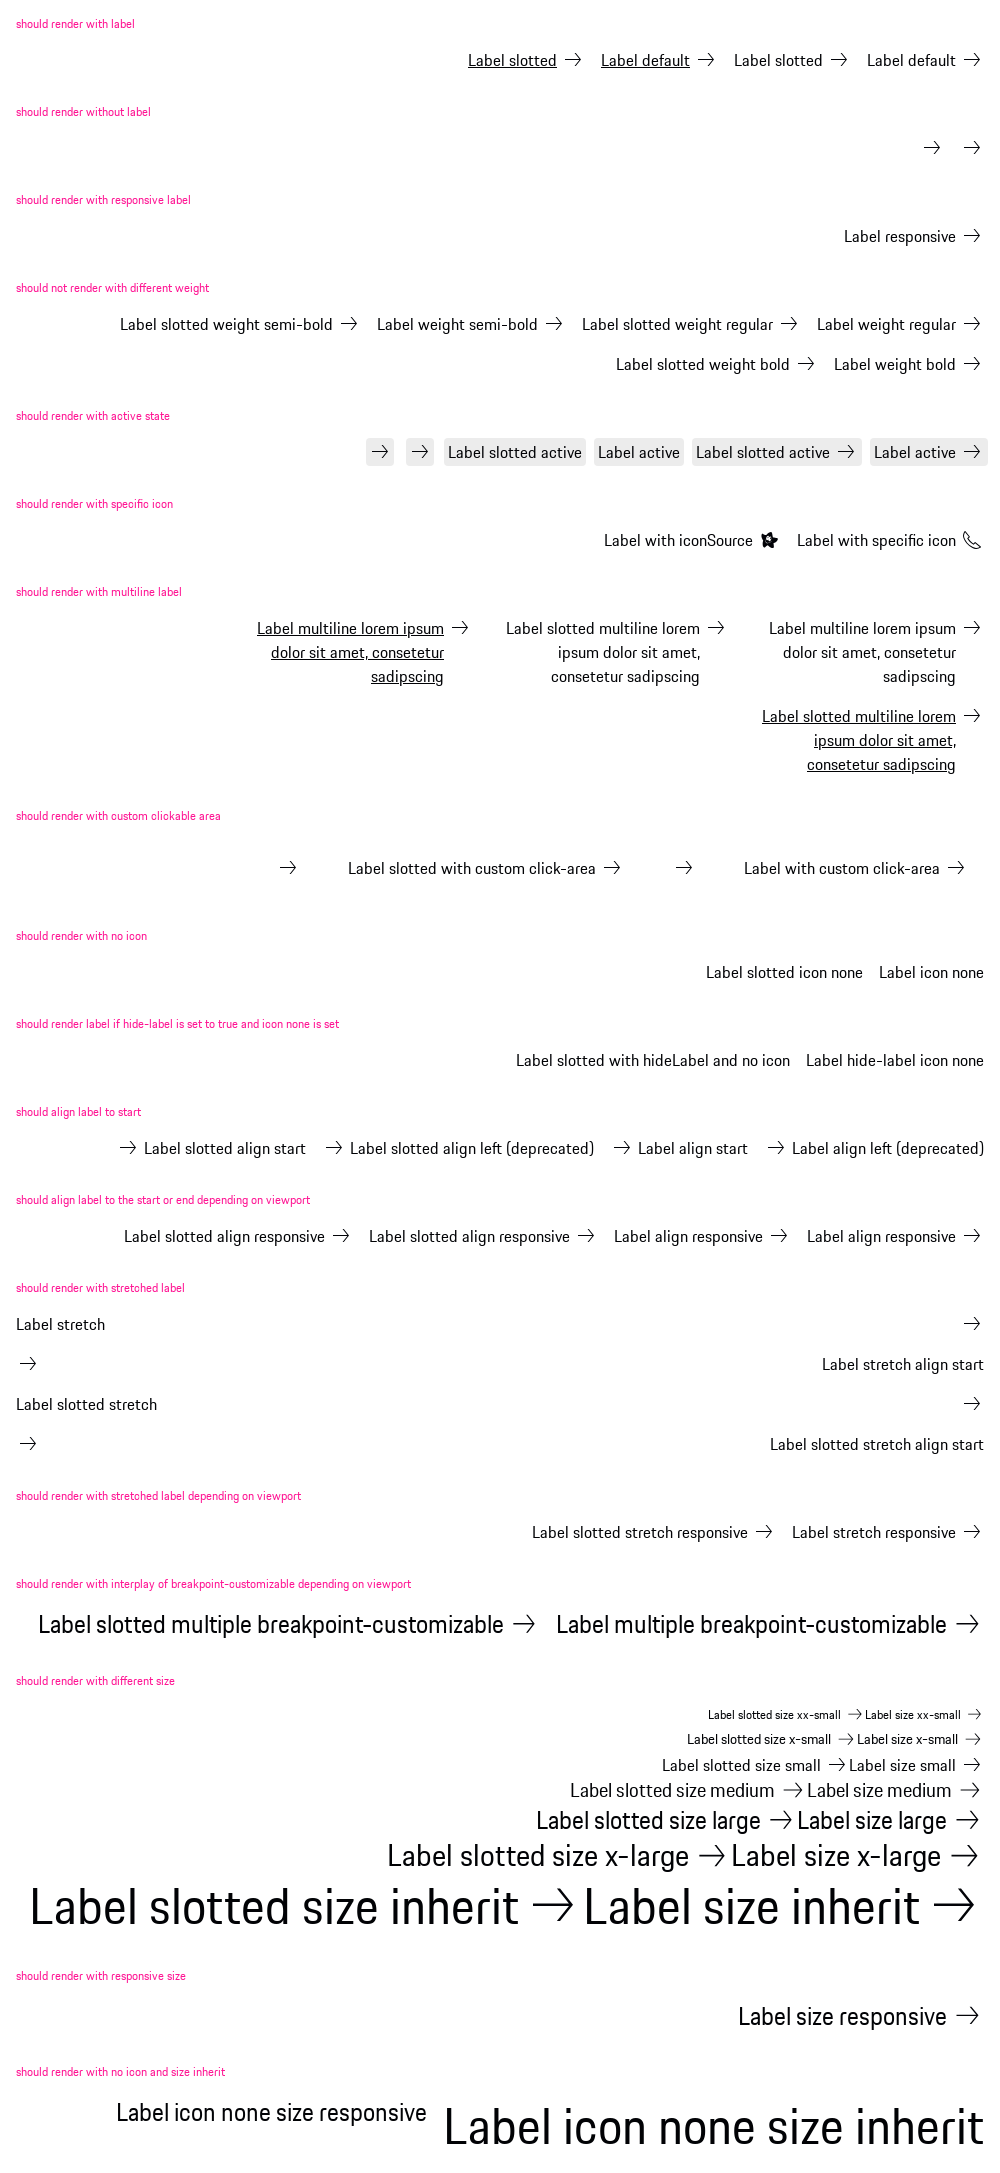 should render with label
Label slotted Label default Label slotted Label default
should render without label
should render with responsive label
Label responsive
should not render with different weight
Label slotted weight semi-bold Label weight semi-bold Label slotted weight regular Label weight regular
Label slotted weight bold Label weight bold
should render with active state
Label slotted active Label active Label slotted active Label active
should render with specific icon
Label with iconSource Label with specific icon
should render with multiline label
Label multiline lorem ipsum
dolor sit amet, consetetur
sadipscing
Label slotted multiline lorem
ipsum dolor sit amet,
consetetur sadipscing
Label multiline lorem ipsum
dolor sit amet, consetetur
sadipscing
Label slotted multiline lorem
ipsum dolor sit amet,
consetetur sadipscing
should render with custom clickable area
Label slotted with custom click-area Label with custom click-area
should render with no icon
Label slotted icon none Label icon none
should render label if hide-label is set to true and icon none is set
Label slotted with hideLabel and no icon Label hide-label icon none
should align label to start
Label slotted align start Label slotted align left (deprecated) Label align start Label align left (deprecated)
should align label to the start or end depending on viewport
Label slotted align responsive Label slotted align responsive Label align responsive Label align responsive
should render with stretched label
Label stretch
Label stretch align start
Label slotted stretch
Label slotted stretch align start
should render with stretched label depending on viewport
Label slotted stretch responsive Label stretch responsive
should render with interplay of breakpoint-customizable depending on viewport
Label slotted multiple breakpoint-customizable Label multiple breakpoint-customizable
should render with different size
Label slotted size xx-small Label size xx-small
Label slotted size x-small Label size x-small
Label slotted size small Label size small
Label slotted size medium Label size medium
Label slotted size large Label size large
Label slotted size x-large Label size x-large
Label slotted size inherit Label size inherit
should render with responsive size
Label size responsive
should render with no icon and size inherit
Label icon none size responsive Label icon none size inherit